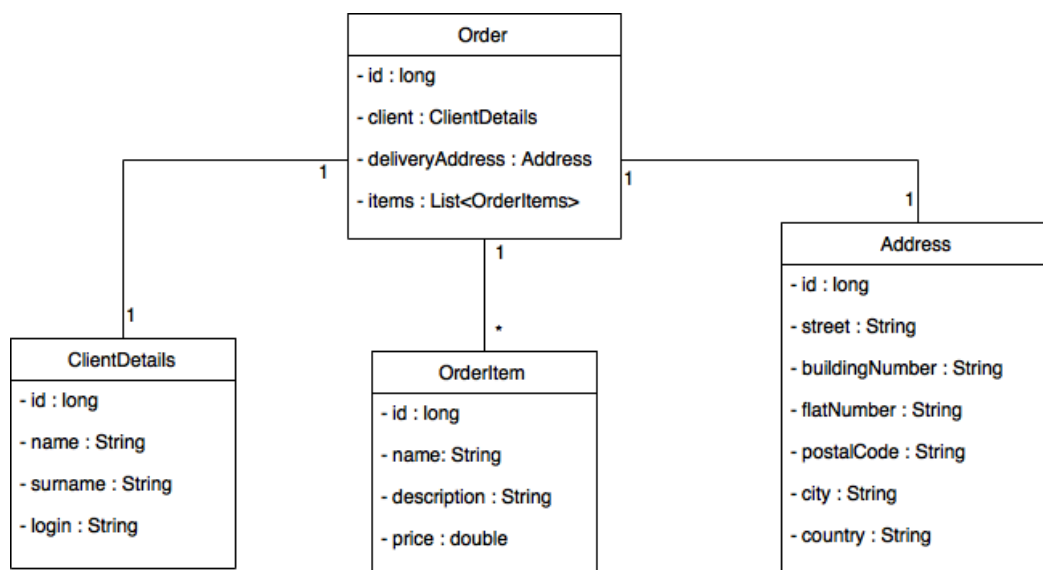 Order
- id : long
- client : ClientDetails
- deliveryAddress : Address
- items : List<OrderItems>
1
1
1
1
1
*
ClientDetails
- id : long
- name : String
- surname : String
- login : String
OrderItem
- id : long
- name: String
- description : String
- price : double
Address
- id : long
- street : String
- buildingNumber : String
- flatNumber : String
- postalCode : String
- city : String
- country : String